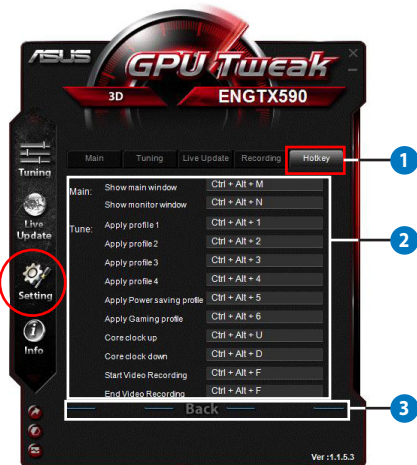 ASUS
GPU Tweak
3D ENGTX590
Main Tuning Live Update Recording Hotkey
1
Tuning
Live
Update
Setting
Info
Main: Show main window Ctrl + Alt + M
Show monitor window Ctrl + Alt + N
Tune: Apply profile 1 Ctrl + Alt + 1
Apply profile 2 Ctrl + Alt + 2
Apply profile 3 Ctrl + Alt + 3
Apply profile 4 Ctrl + Alt + 4
Apply Power saving profile Ctrl + Alt + 5
Apply Gaming profile Ctrl + Alt + 6
Core clock up Ctrl + Alt + U
Core clock down Ctrl + Alt + D
Start Video Recording Ctrl + Alt + F
End Video Recording Ctrl + Alt + F
2
Back
3
Ver :1.1.5.3